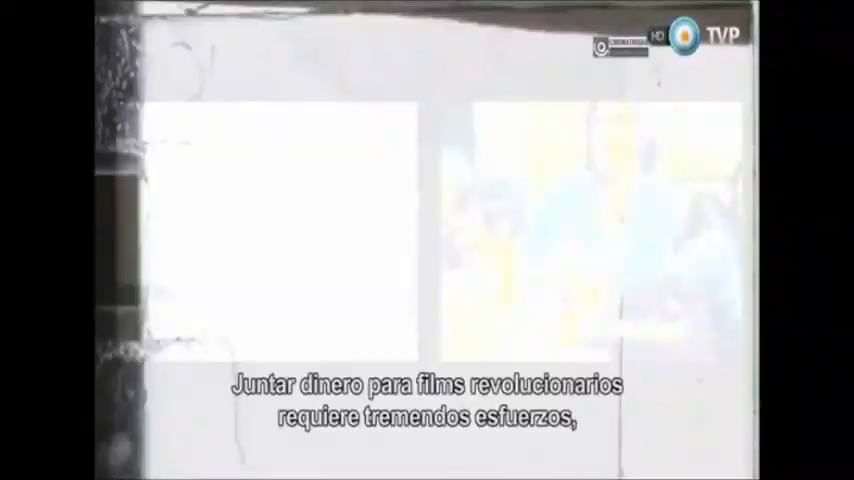 HD TVP
Juntar dinero para films revolucionarios
requiere tremendos esfuerzos,